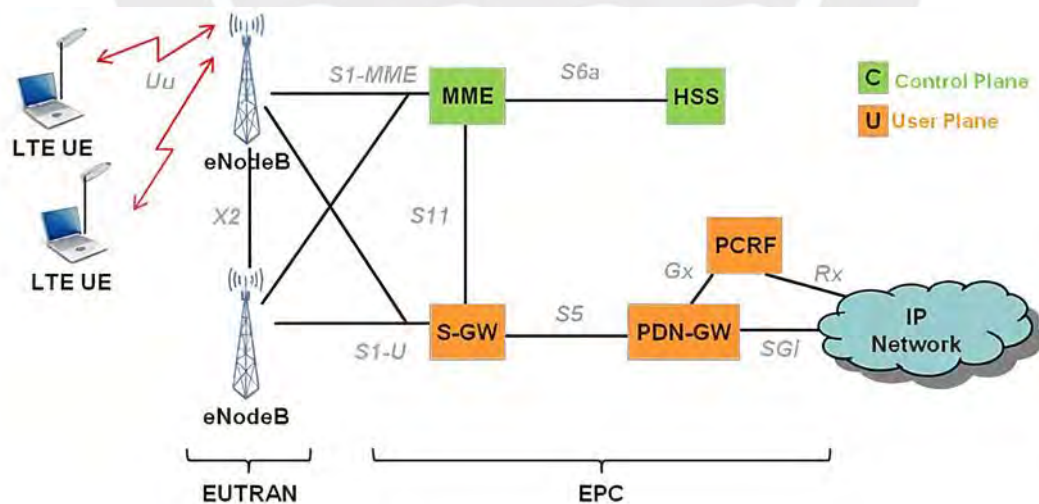 Uu
LTE UE
LTE UE
eNodeB
X2
eNodeB
S1-MME
MME
S6a
HSS
C Control Plane
U User Plane
S11
S1-U
S-GW
S5
PDN-GW
Gx
PCRF
Rx
SGi
IP
Network
EUTRAN
EPC